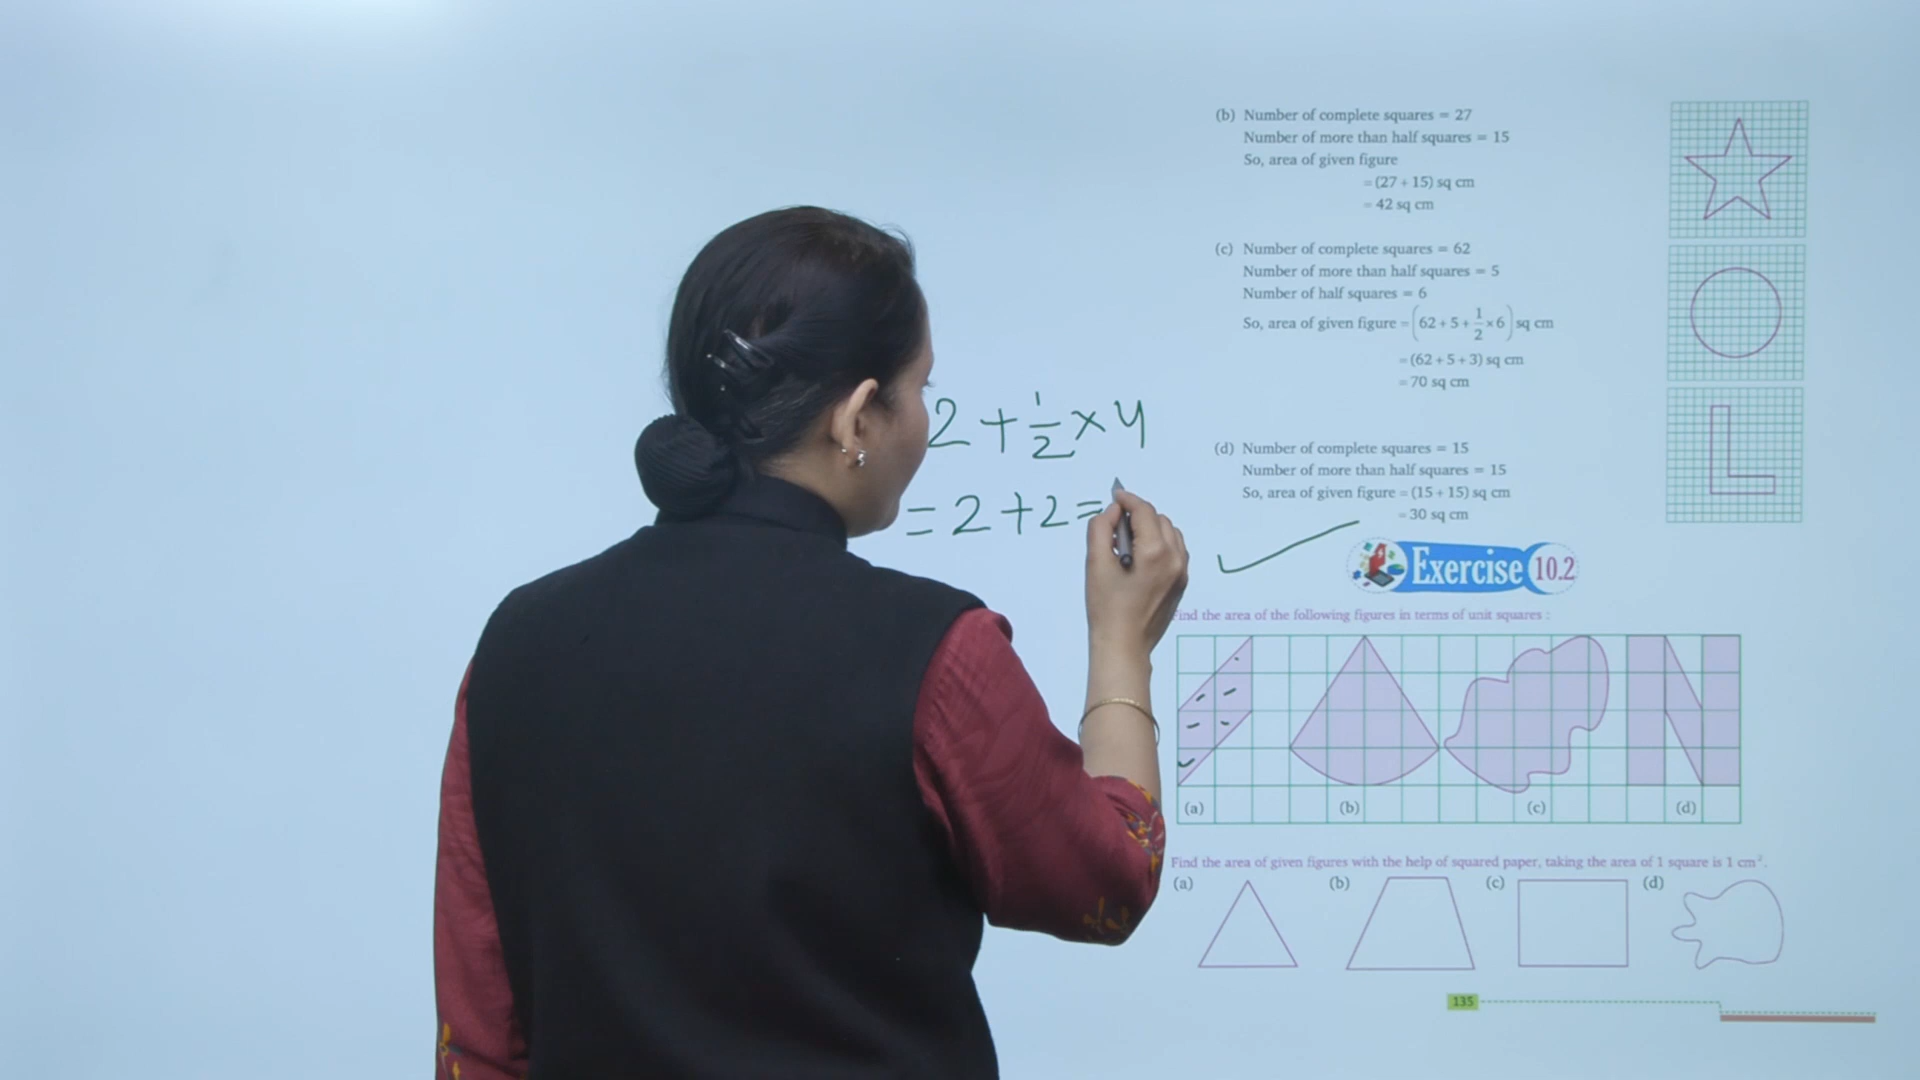 2 + 1/2 × 4
= 2 + 2 =
(b) Number of complete squares = 27
Number of more than half squares = 15
So, area of given figure
= (27 + 15) sq cm
= 42 sq cm
(c) Number of complete squares = 62
Number of more than half squares = 5
Number of half squares = 6
So, area of given figure = (62 + 5 + 1/2 × 6) sq cm
= (62 + 5 + 3) sq cm
= 70 sq cm
(d) Number of complete squares = 15
Number of more than half squares = 15
So, area of given figure = (15 + 15) sq cm
= 30 sq cm
Exercise 10.2
Find the area of the following figures in terms of unit squares :
(a) (b) (c) (d)
Find the area of given figures with the help of squared paper, taking the area of 1 square is 1 cm².
(a) (b) (c) (d)
135